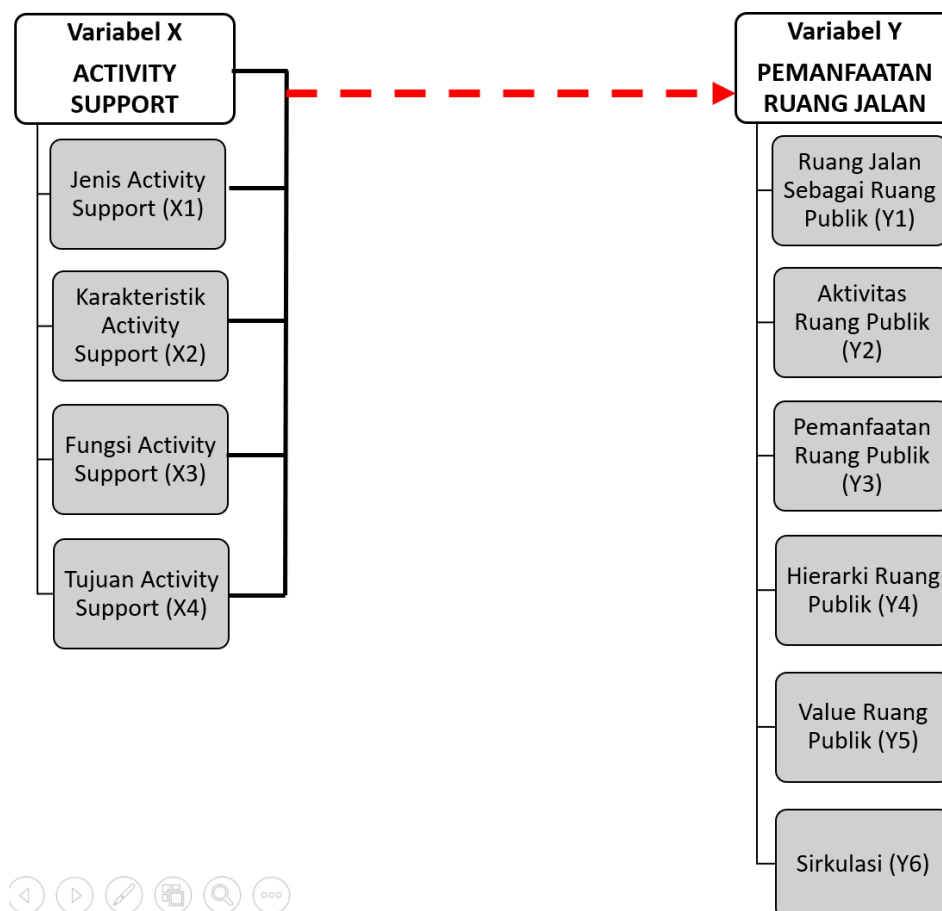 Variabel X
ACTIVITY
SUPPORT
Jenis Activity
Support (X1)
Karakteristik
Activity
Support (X2)
Fungsi Activity
Support (X3)
Tujuan Activity
Support (X4)
Variabel Y
PEMANFAATAN
RUANG JALAN
Ruang Jalan
Sebagai Ruang
Publik (Y1)
Aktivitas
Ruang Publik
(Y2)
Pemanfaatan
Ruang Publik
(Y3)
Hierarki Ruang
Publik (Y4)
Value Ruang
Publik (Y5)
Sirkulasi (Y6)